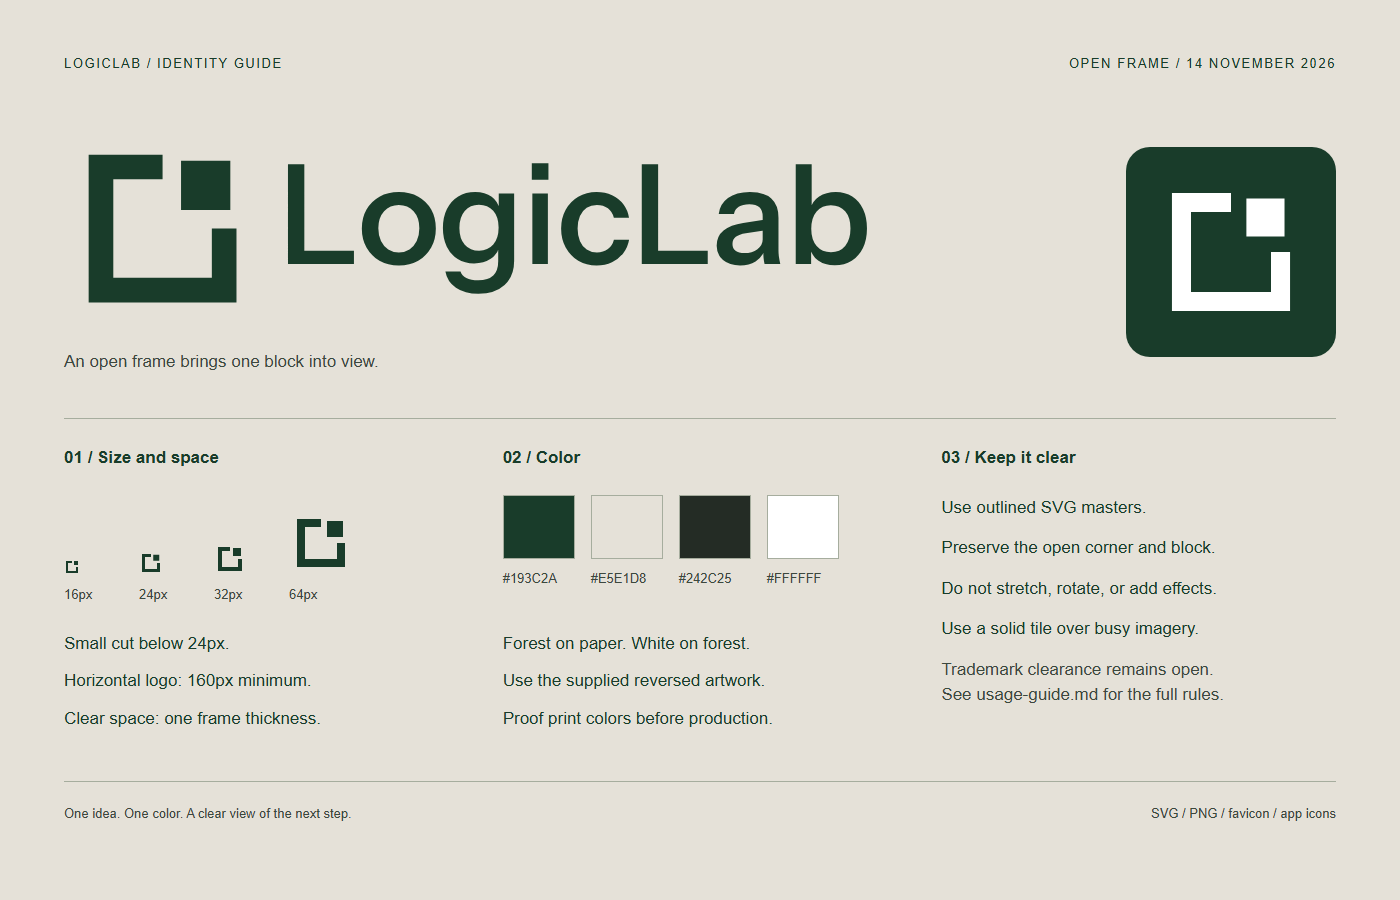 LOGICLAB / IDENTITY GUIDE
OPEN FRAME / 14 NOVEMBER 2026
LogicLab
An open frame brings one block into view.
01 / Size and space
16px
24px
32px
64px
Small cut below 24px.
Horizontal logo: 160px minimum.
Clear space: one frame thickness.
02 / Color
#193C2A
#E5E1D8
#242C25
#FFFFFF
Forest on paper. White on forest.
Use the supplied reversed artwork.
Proof print colors before production.
03 / Keep it clear
Use outlined SVG masters.
Preserve the open corner and block.
Do not stretch, rotate, or add effects.
Use a solid tile over busy imagery.
Trademark clearance remains open.
See usage-guide.md for the full rules.
One idea. One color. A clear view of the next step.
SVG / PNG / favicon / app icons